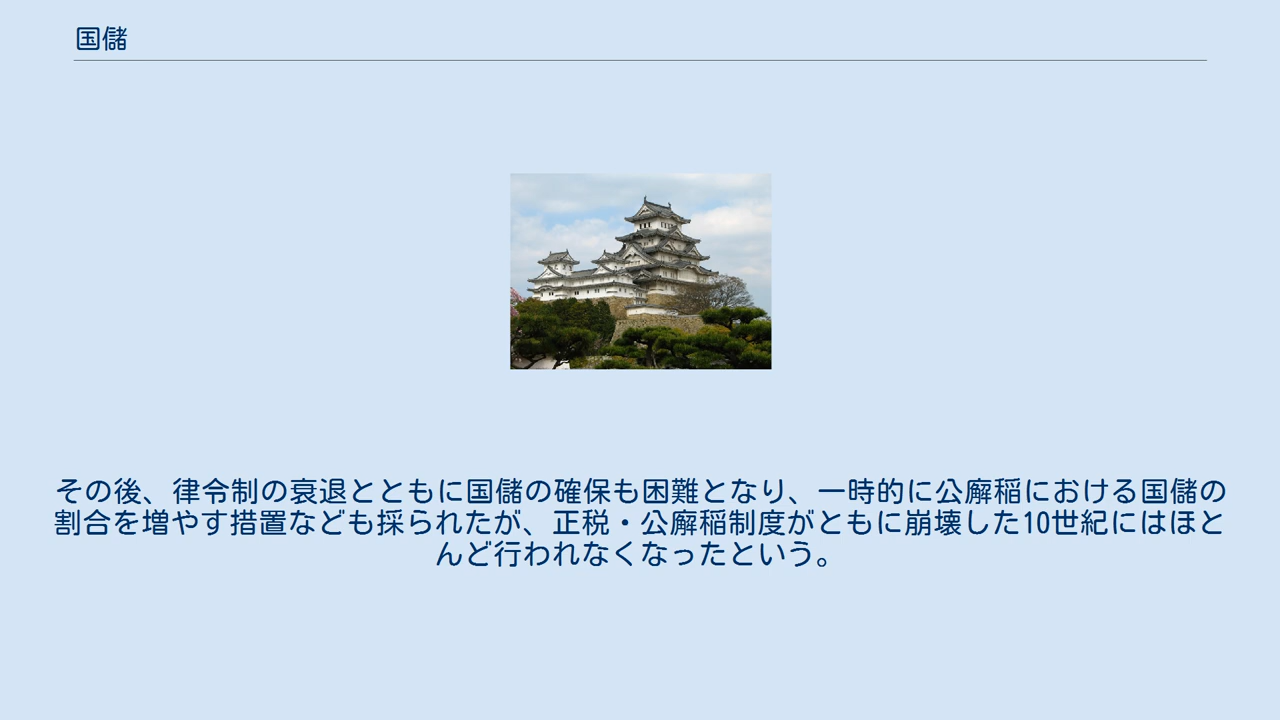 国儲
その後、律令制の衰退とともに国儲の確保も困難となり、一時的に公廨稲における国儲の
割合を増やす措置なども採られたが、正税・公廨稲制度がともに崩壊した10世紀にはほと
んど行われなくなったという。